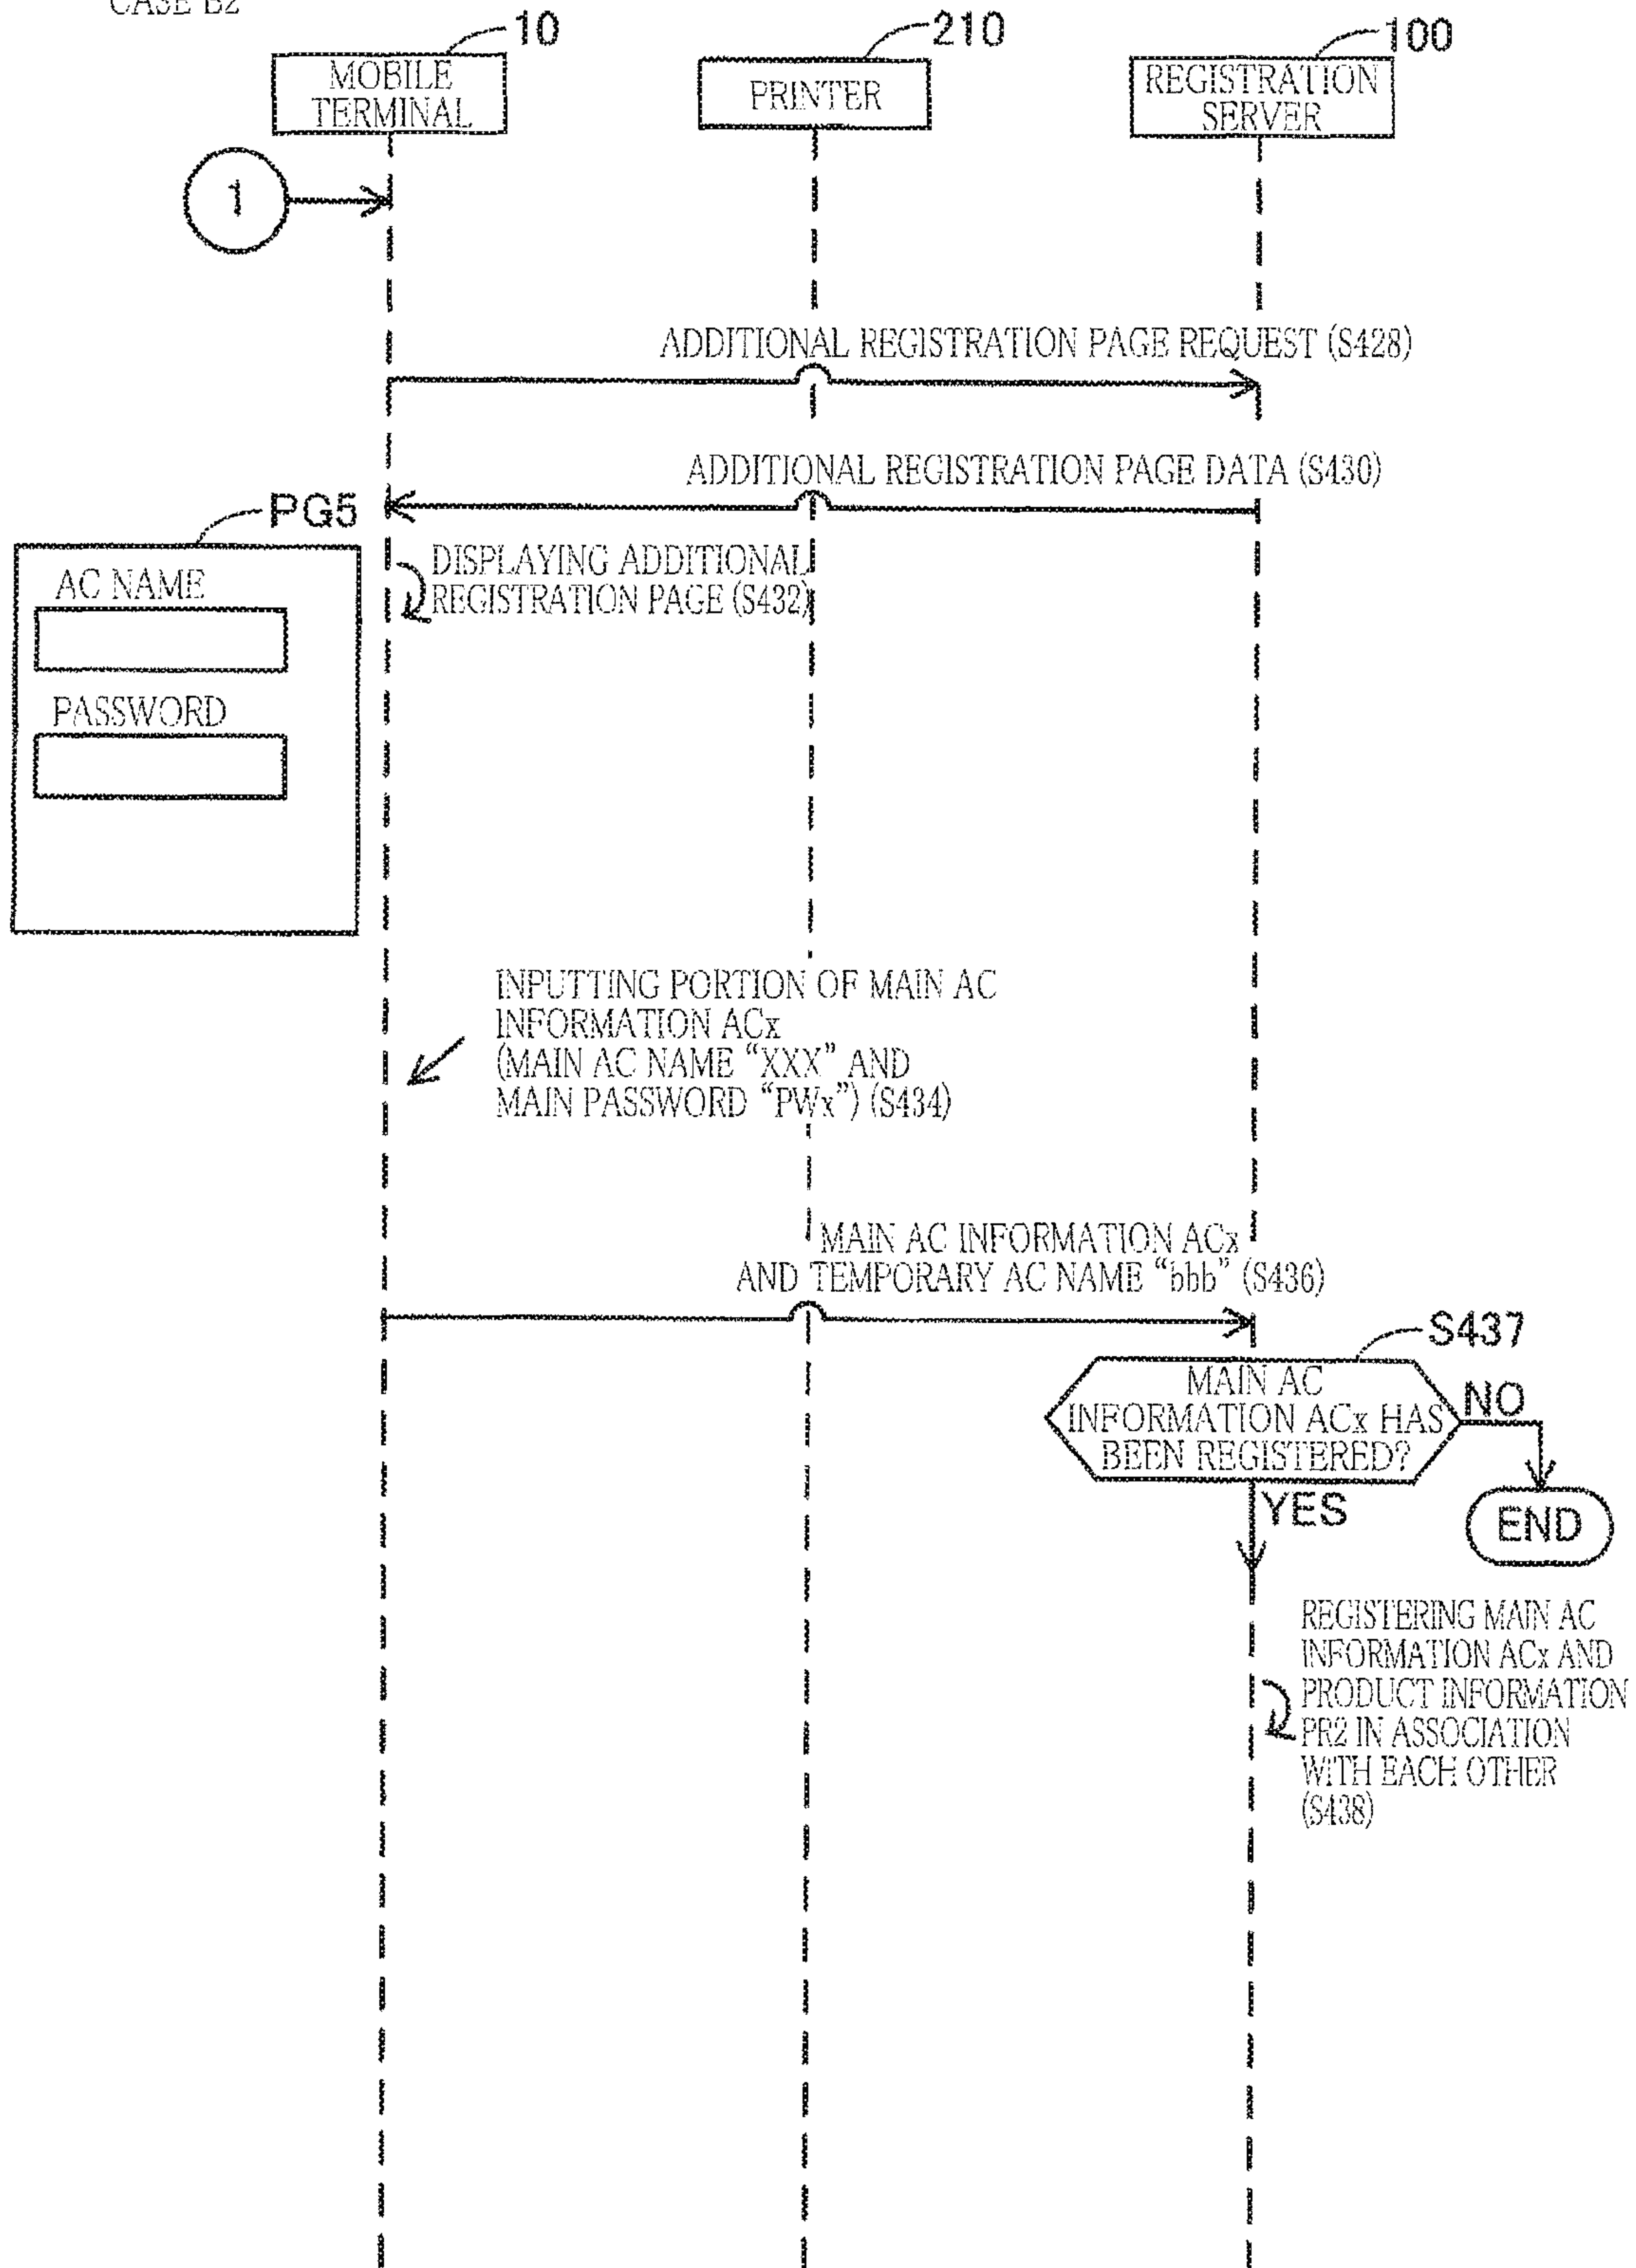 CASE B2
10
210
100
MOBILE
TERMINAL
PRINTER
REGISTRATION
SERVER
1
ADDITIONAL REGISTRATION PAGE REQUEST (S428)
ADDITIONAL REGISTRATION PAGE DATA (S430)
PG5
AC NAME
PASSWORD
DISPLAYING ADDITIONAL
REGISTRATION PAGE (S432)
INPUTTING PORTION OF MAIN AC
INFORMATION ACx
(MAIN AC NAME “XXX” AND
MAIN PASSWORD “PWx”) (S434)
MAIN AC INFORMATION ACx
AND TEMPORARY AC NAME “bbb” (S436)
S437
MAIN AC
INFORMATION ACx HAS
BEEN REGISTERED?
NO
YES
END
REGISTERING MAIN AC
INFORMATION ACx AND
PRODUCT INFORMATION
PR2 IN ASSOCIATION
WITH EACH OTHER
(S438)